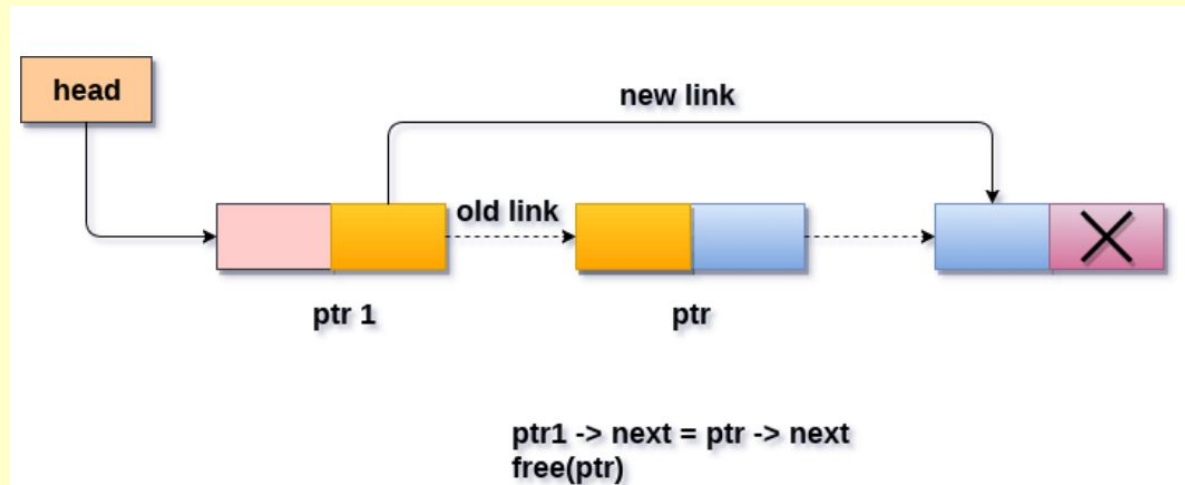 head
new link
old link
ptr 1
ptr
ptr1 -> next = ptr -> next
free(ptr)